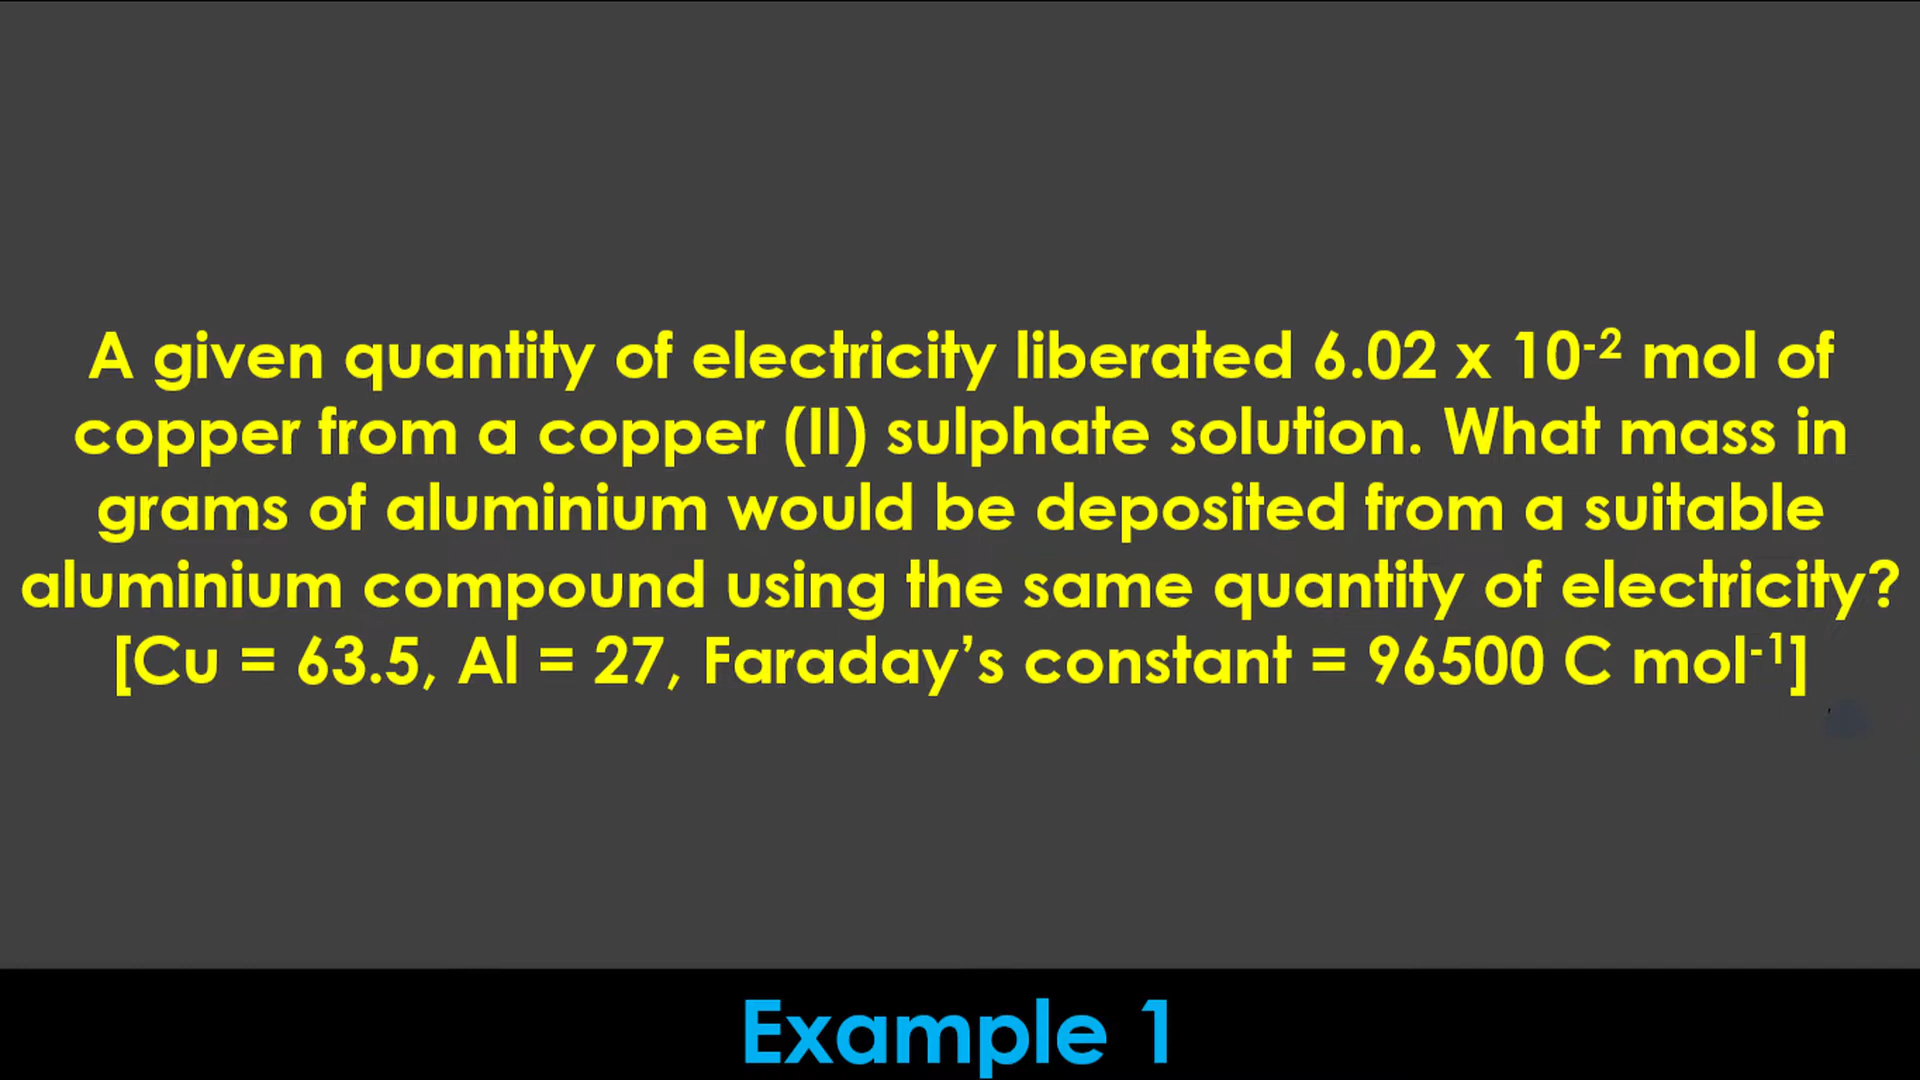 A given quantity of electricity liberated 6.02 x 10⁻² mol of
copper from a copper (II) sulphate solution. What mass in
grams of aluminium would be deposited from a suitable
aluminium compound using the same quantity of electricity?
[Cu = 63.5, Al = 27, Faraday’s constant = 96500 C mol⁻¹]
Example 1